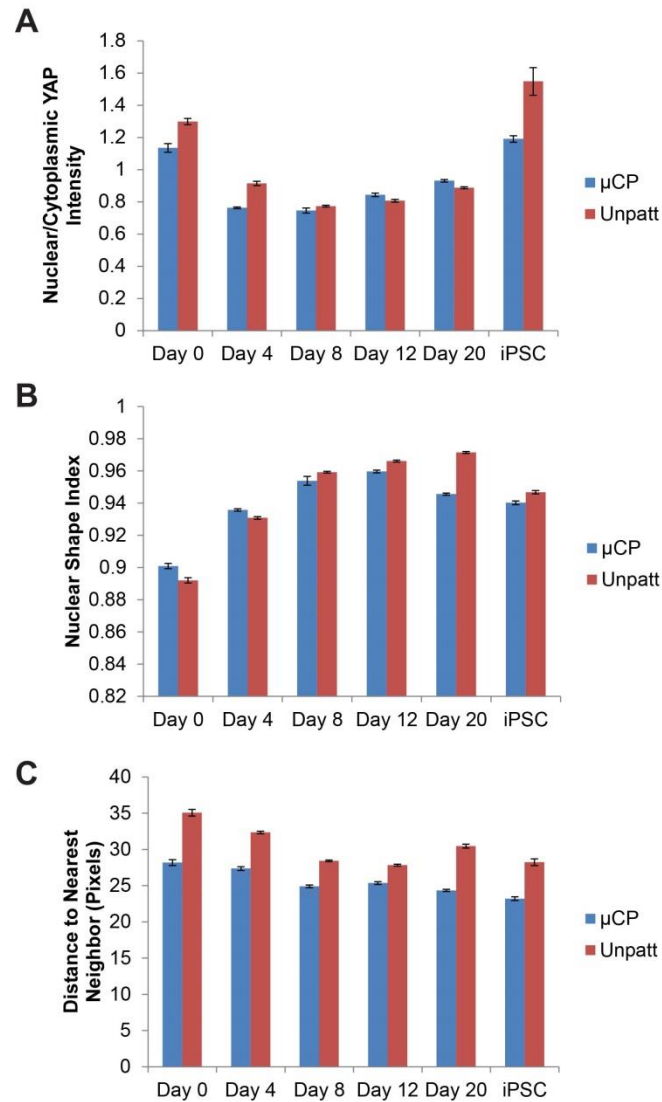 A
Nuclear/Cytoplasmic YAP
Intensity
1.8
1.6
1.4
1.2
1
0.8
0.6
0.4
0.2
0
Day 0 Day 4 Day 8 Day 12 Day 20 iPSC
µCP
Unpatt
B
Nuclear Shape Index
1
0.98
0.96
0.94
0.92
0.9
0.88
0.86
0.84
0.82
Day 0 Day 4 Day 8 Day 12 Day 20 iPSC
µCP
Unpatt
C
Distance to Nearest
Neighbor (Pixels)
40
35
30
25
20
15
10
5
0
Day 0 Day 4 Day 8 Day 12 Day 20 iPSC
µCP
Unpatt